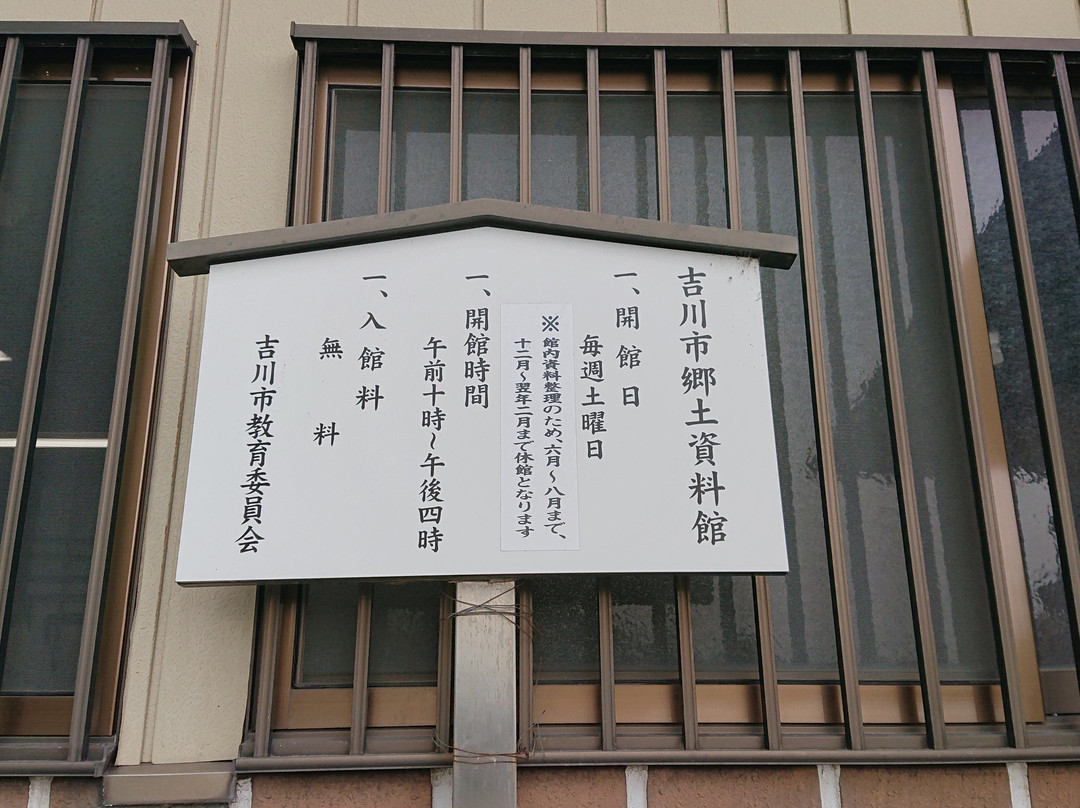 吉川市郷土資料館
一、開館日
毎週土曜日
※館内資料整理のため、六月~八月まで、
十二月~翌年二月まで休館となります
一、開館時間
午前十時~午後四時
一、入館料
無料
吉川市教育委員会